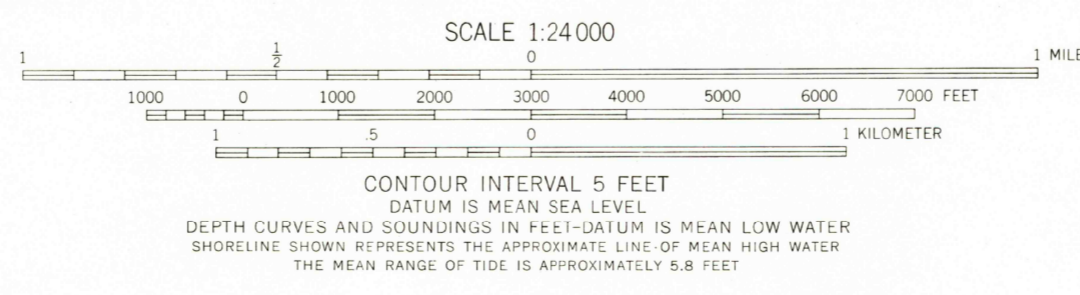 SCALE 1:24 000
1 1/2 0 1 MILE
1000 0 1000 2000 3000 4000 5000 6000 7000 FEET
1 .5 0 1 KILOMETER
CONTOUR INTERVAL 5 FEET
DATUM IS MEAN SEA LEVEL
DEPTH CURVES AND SOUNDINGS IN FEET-DATUM IS MEAN LOW WATER
SHORELINE SHOWN REPRESENTS THE APPROXIMATE LINE OF MEAN HIGH WATER
THE MEAN RANGE OF TIDE IS APPROXIMATELY 5.8 FEET